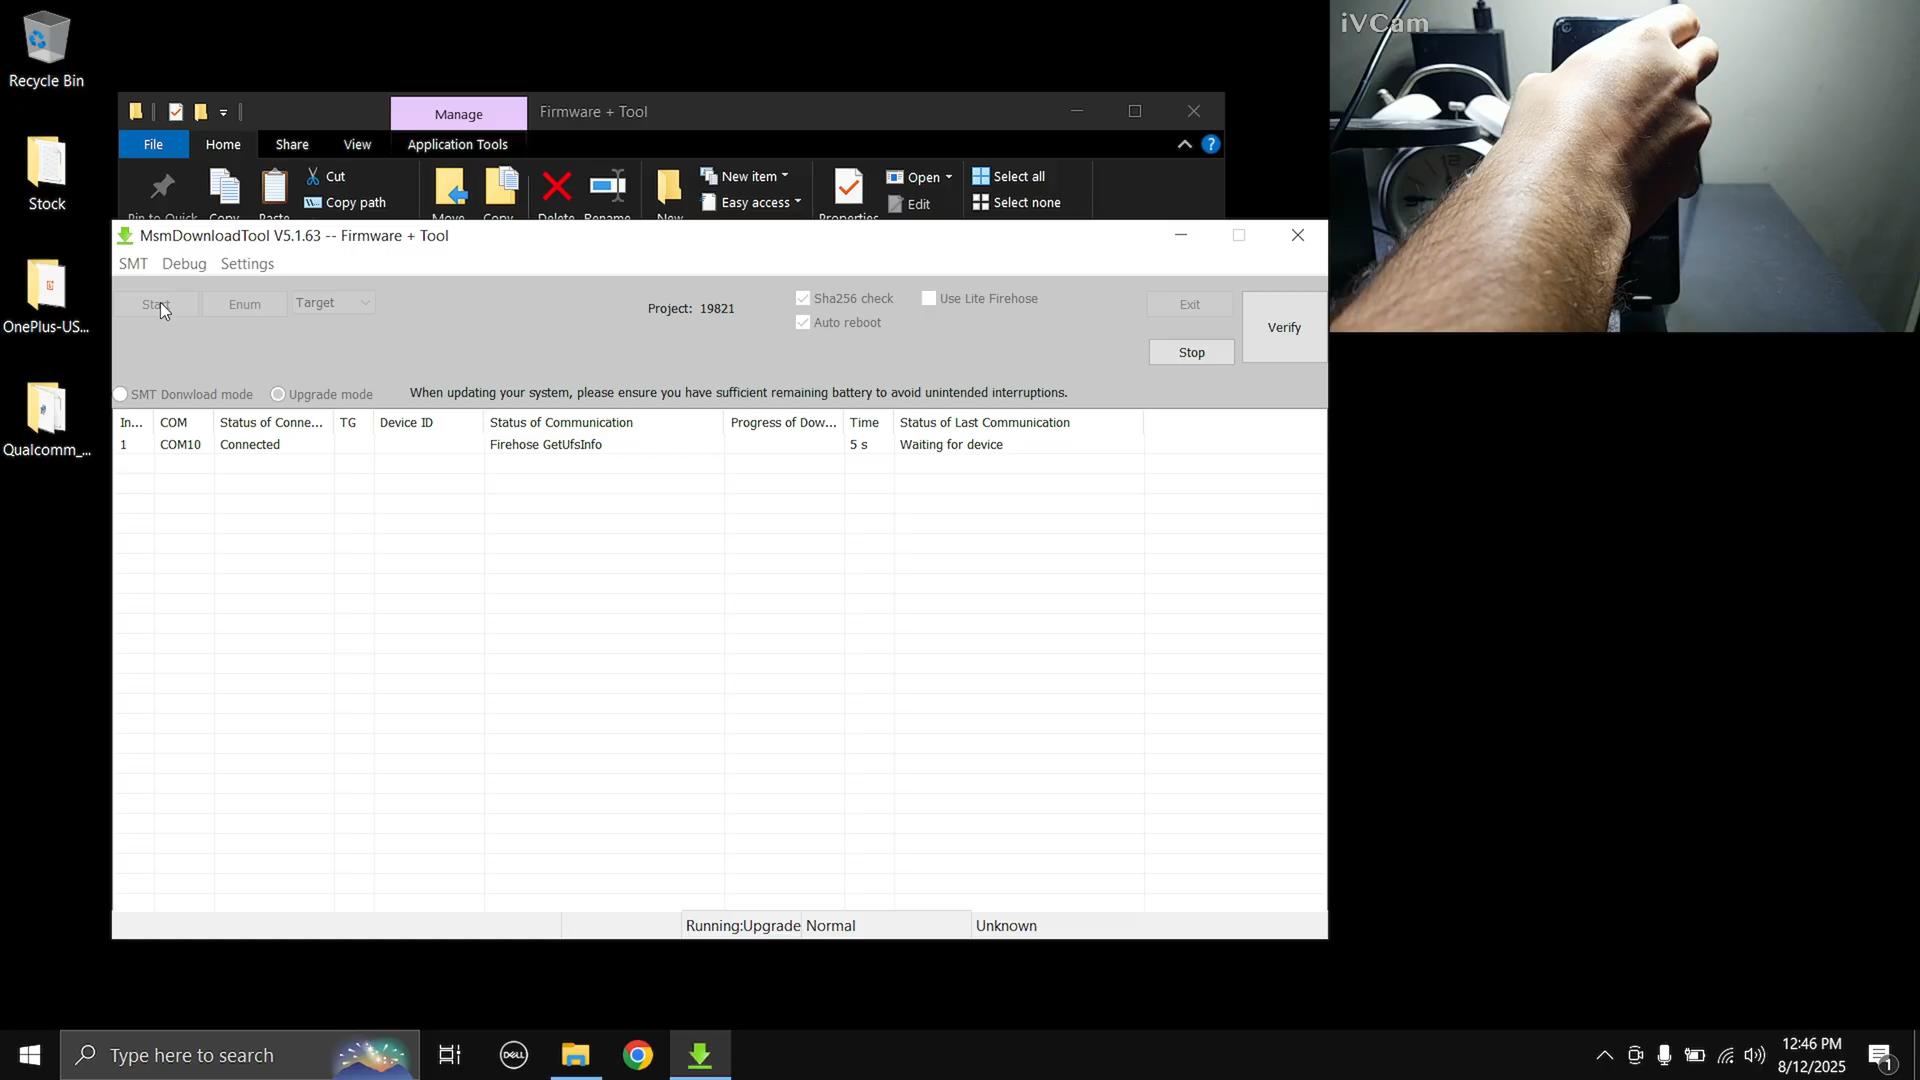 iVCam
Recycle Bin
Manage
Firmware + Tool
File
Home
Share
View
Application Tools
?
Cut
New item
Open
Select all
Stock
Copy path
Easy access
Edit
Select none
MsmDownloadTool V5.1.63 -- Firmware + Tool
SMT
Debug
Settings
Start
Enum
Target
Project: 19821
Sha256 check
Use Lite Firehose
Exit
Auto reboot
Verify
Stop
OnePlus-US...
SMT Donwload mode
Upgrade mode
When updating your system, please ensure you have sufficient remaining battery to avoid unintended interruptions.
In... COM Status of Conne... TG Device ID Status of Communication Progress of Dow... Time Status of Last Communication
1 COM10 Connected Firehose GetUfsInfo 5 s Waiting for device
Qualcomm_...
Running:Upgrade Normal Unknown
Type here to search
DELL
12:46 PM
8/12/2025
1